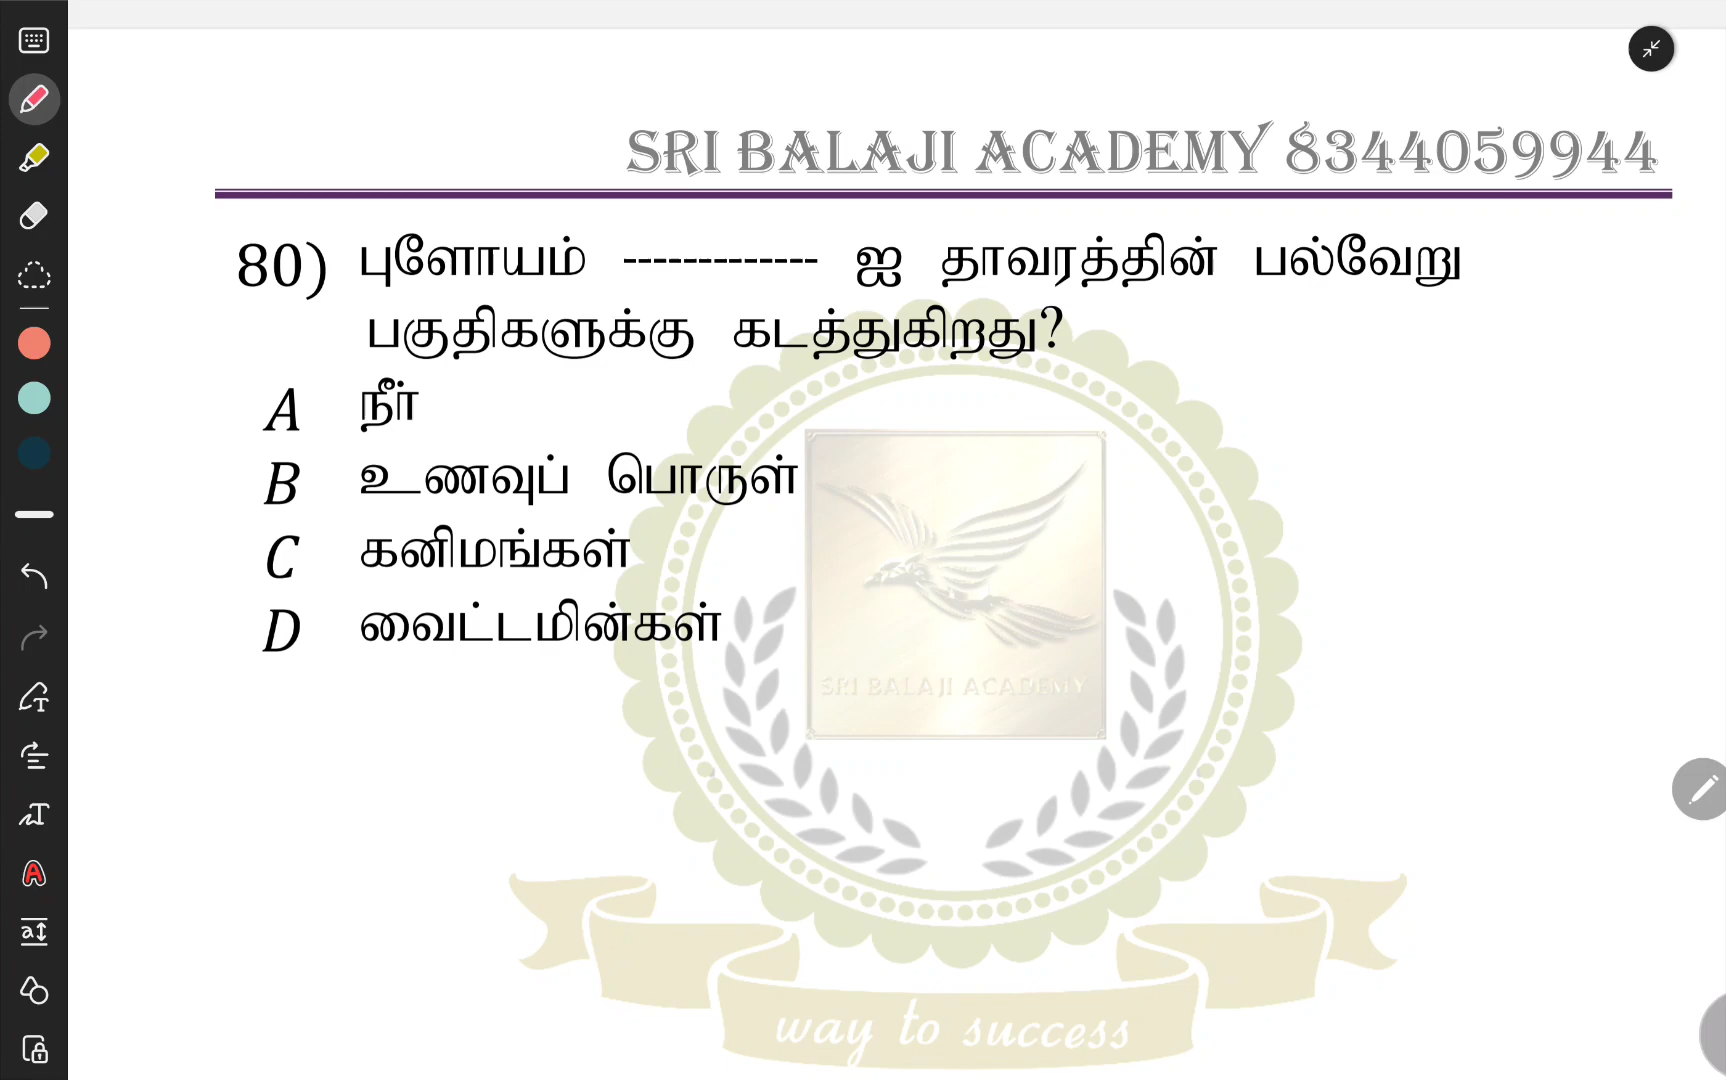 SRI BALAJI ACADEMY 8344059944
80) புளோயம் ------------- ஐ தாவரத்தின் பல்வேறு
பகுதிகளுக்கு கடத்துகிறது?
A நீர்
B உணவுப் பொருள்
C கனிமங்கள்
D வைட்டமின்கள்
SRI BALAJI ACADEMY
way to success